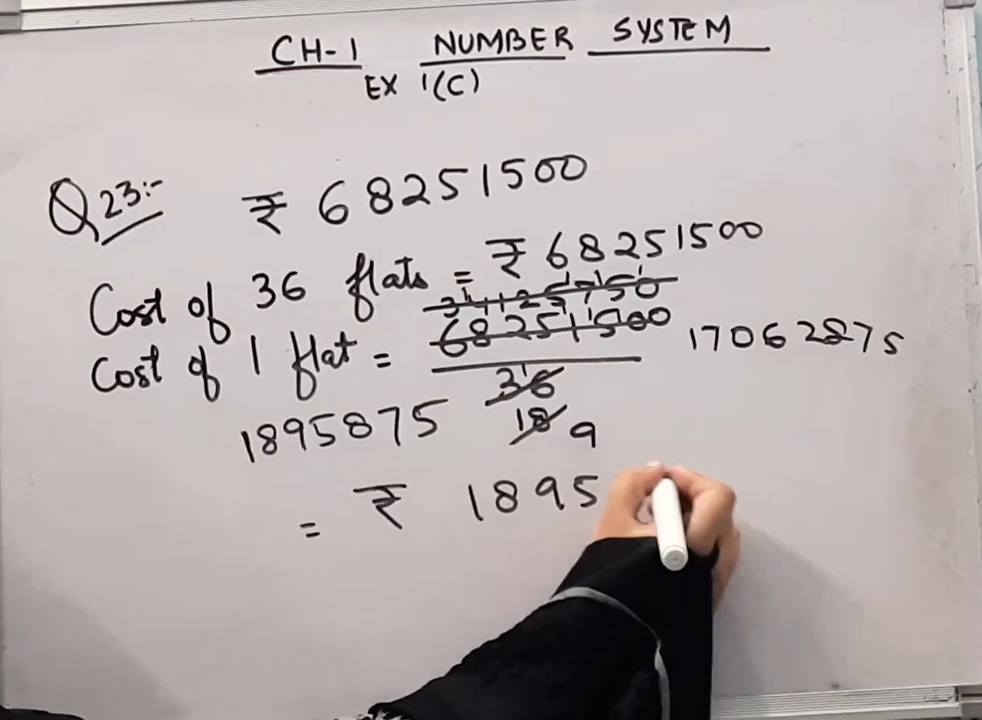 CH-1 NUMBER SYSTEM
EX 1(C)
Q23:- ₹ 68251500
Cost of 36 flats = ₹ 68251500
34125750
Cost of 1 flat = 68251500 17062875
36
1895875 18 9
= ₹ 1895